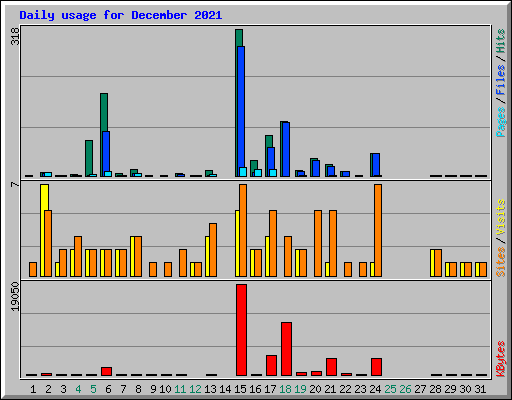 Daily usage for December 2021
318
Pages / Files / Hits
7
Sites / Visits
19050
KBytes
1 2 3 4 5 6 7 8 9 10 11 12 13 14 15 16 17 18 19 20 21 22 23 24 25 26 27 28 29 30 31